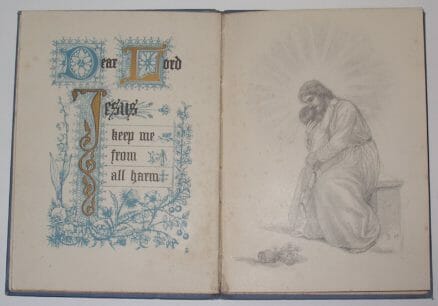 Dear Lord
Jesus
keep me
from
all harm